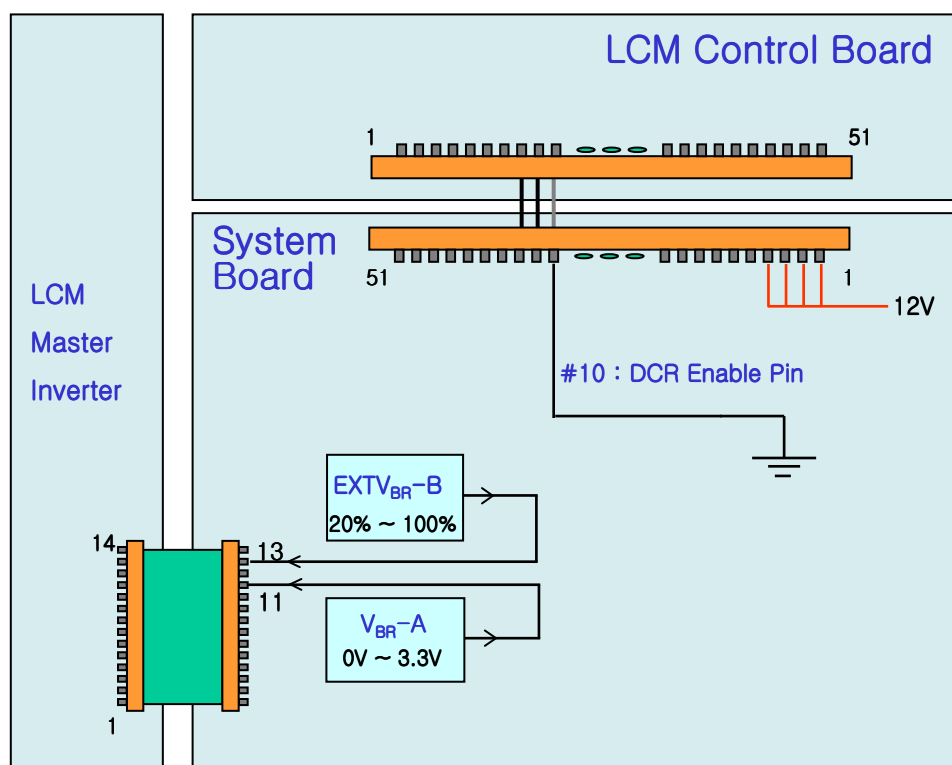 LCM Control Board
1
51
System
Board
51
1
12V
LCM
Master
Inverter
#10 : DCR Enable Pin
EXTVBR-B
20% ~ 100%
14
13
11
VBR-A
0V ~ 3.3V
1